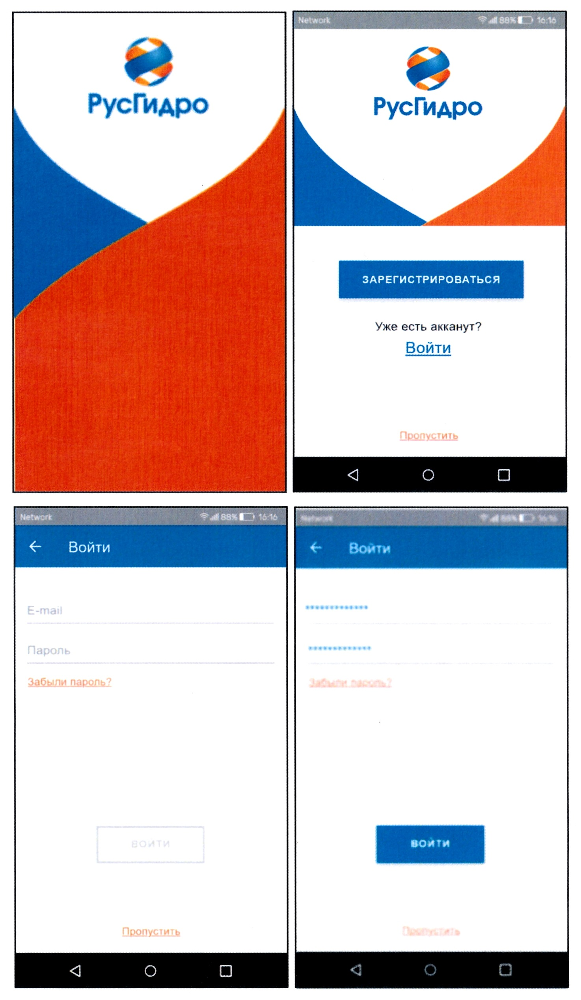 РусГидро
Network 88% 16:16
РусГидро
ЗАРЕГИСТРИРОВАТЬСЯ
Уже есть акканут?
Войти
Пропустить
Network 88% 16:16
Войти
E-mail
Пароль
Забыли пароль?
ВОЙТИ
Пропустить
Network 88% 16:16
Войти
*************
*************
Забыли пароль?
ВОЙТИ
Пропустить